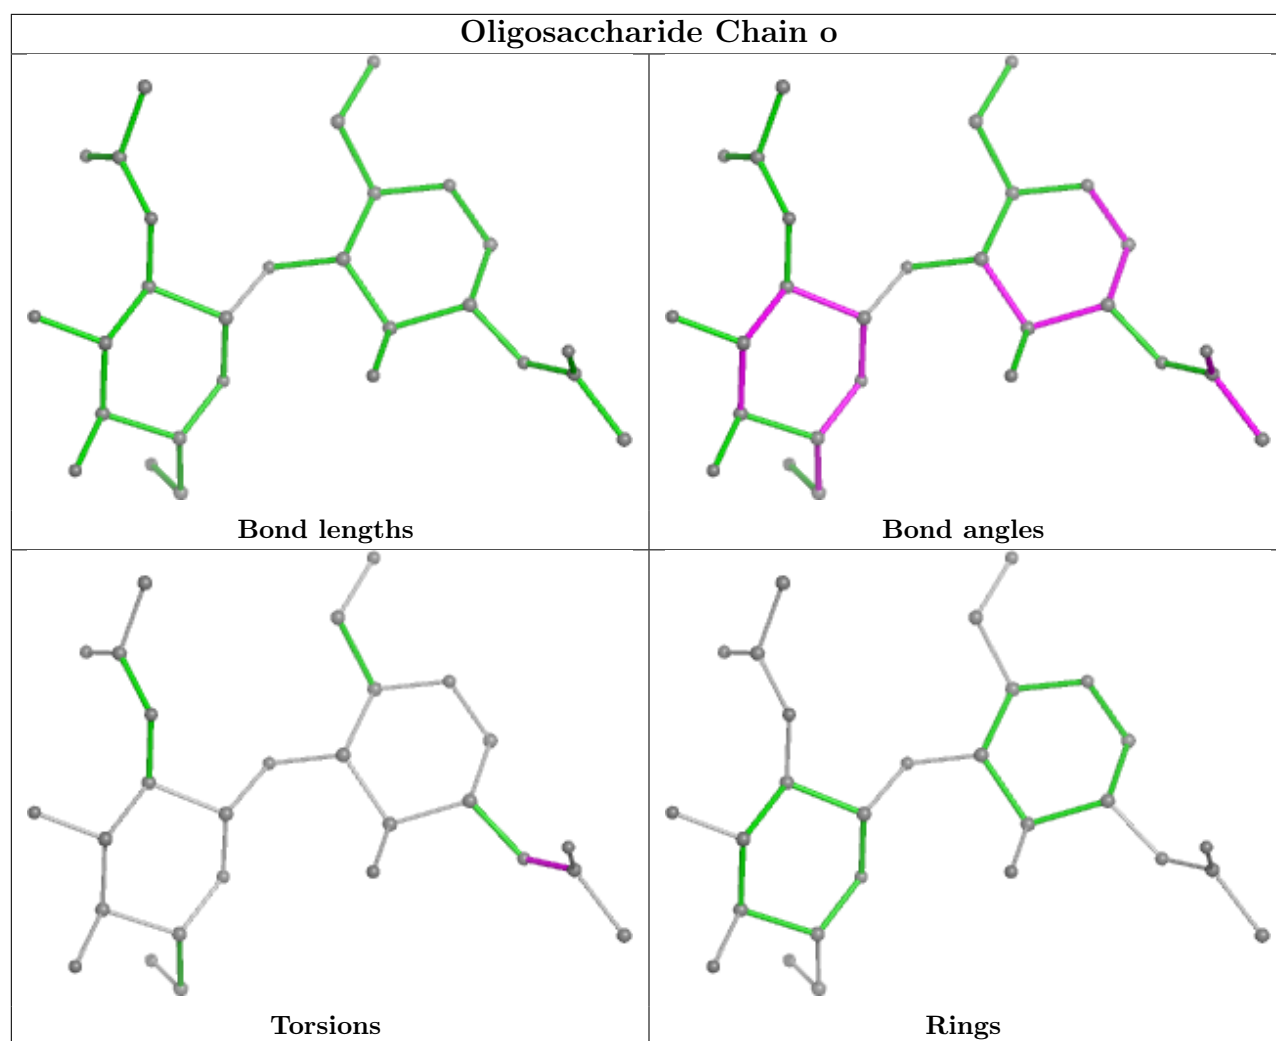 Oligosaccharide Chain o
Bond lengths
Bond angles
Torsions
Rings